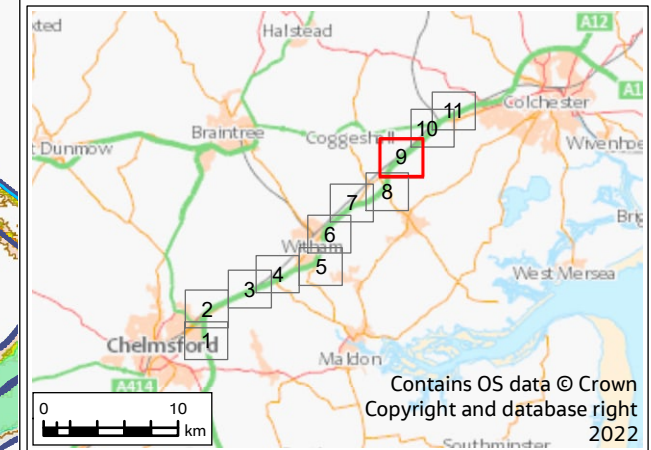 xted
Halstead
A12
A1
Colchester
11
10
Braintree
Coggeshall
t Dunmow
Wivenhoe
9
8
7
6
Witham
5
4
3
2
1
Brig
West Mersea
Chelmsford
Maldon
A414
Contains OS data © Crown
Copyright and database right
2022
0 10
km
Southminster